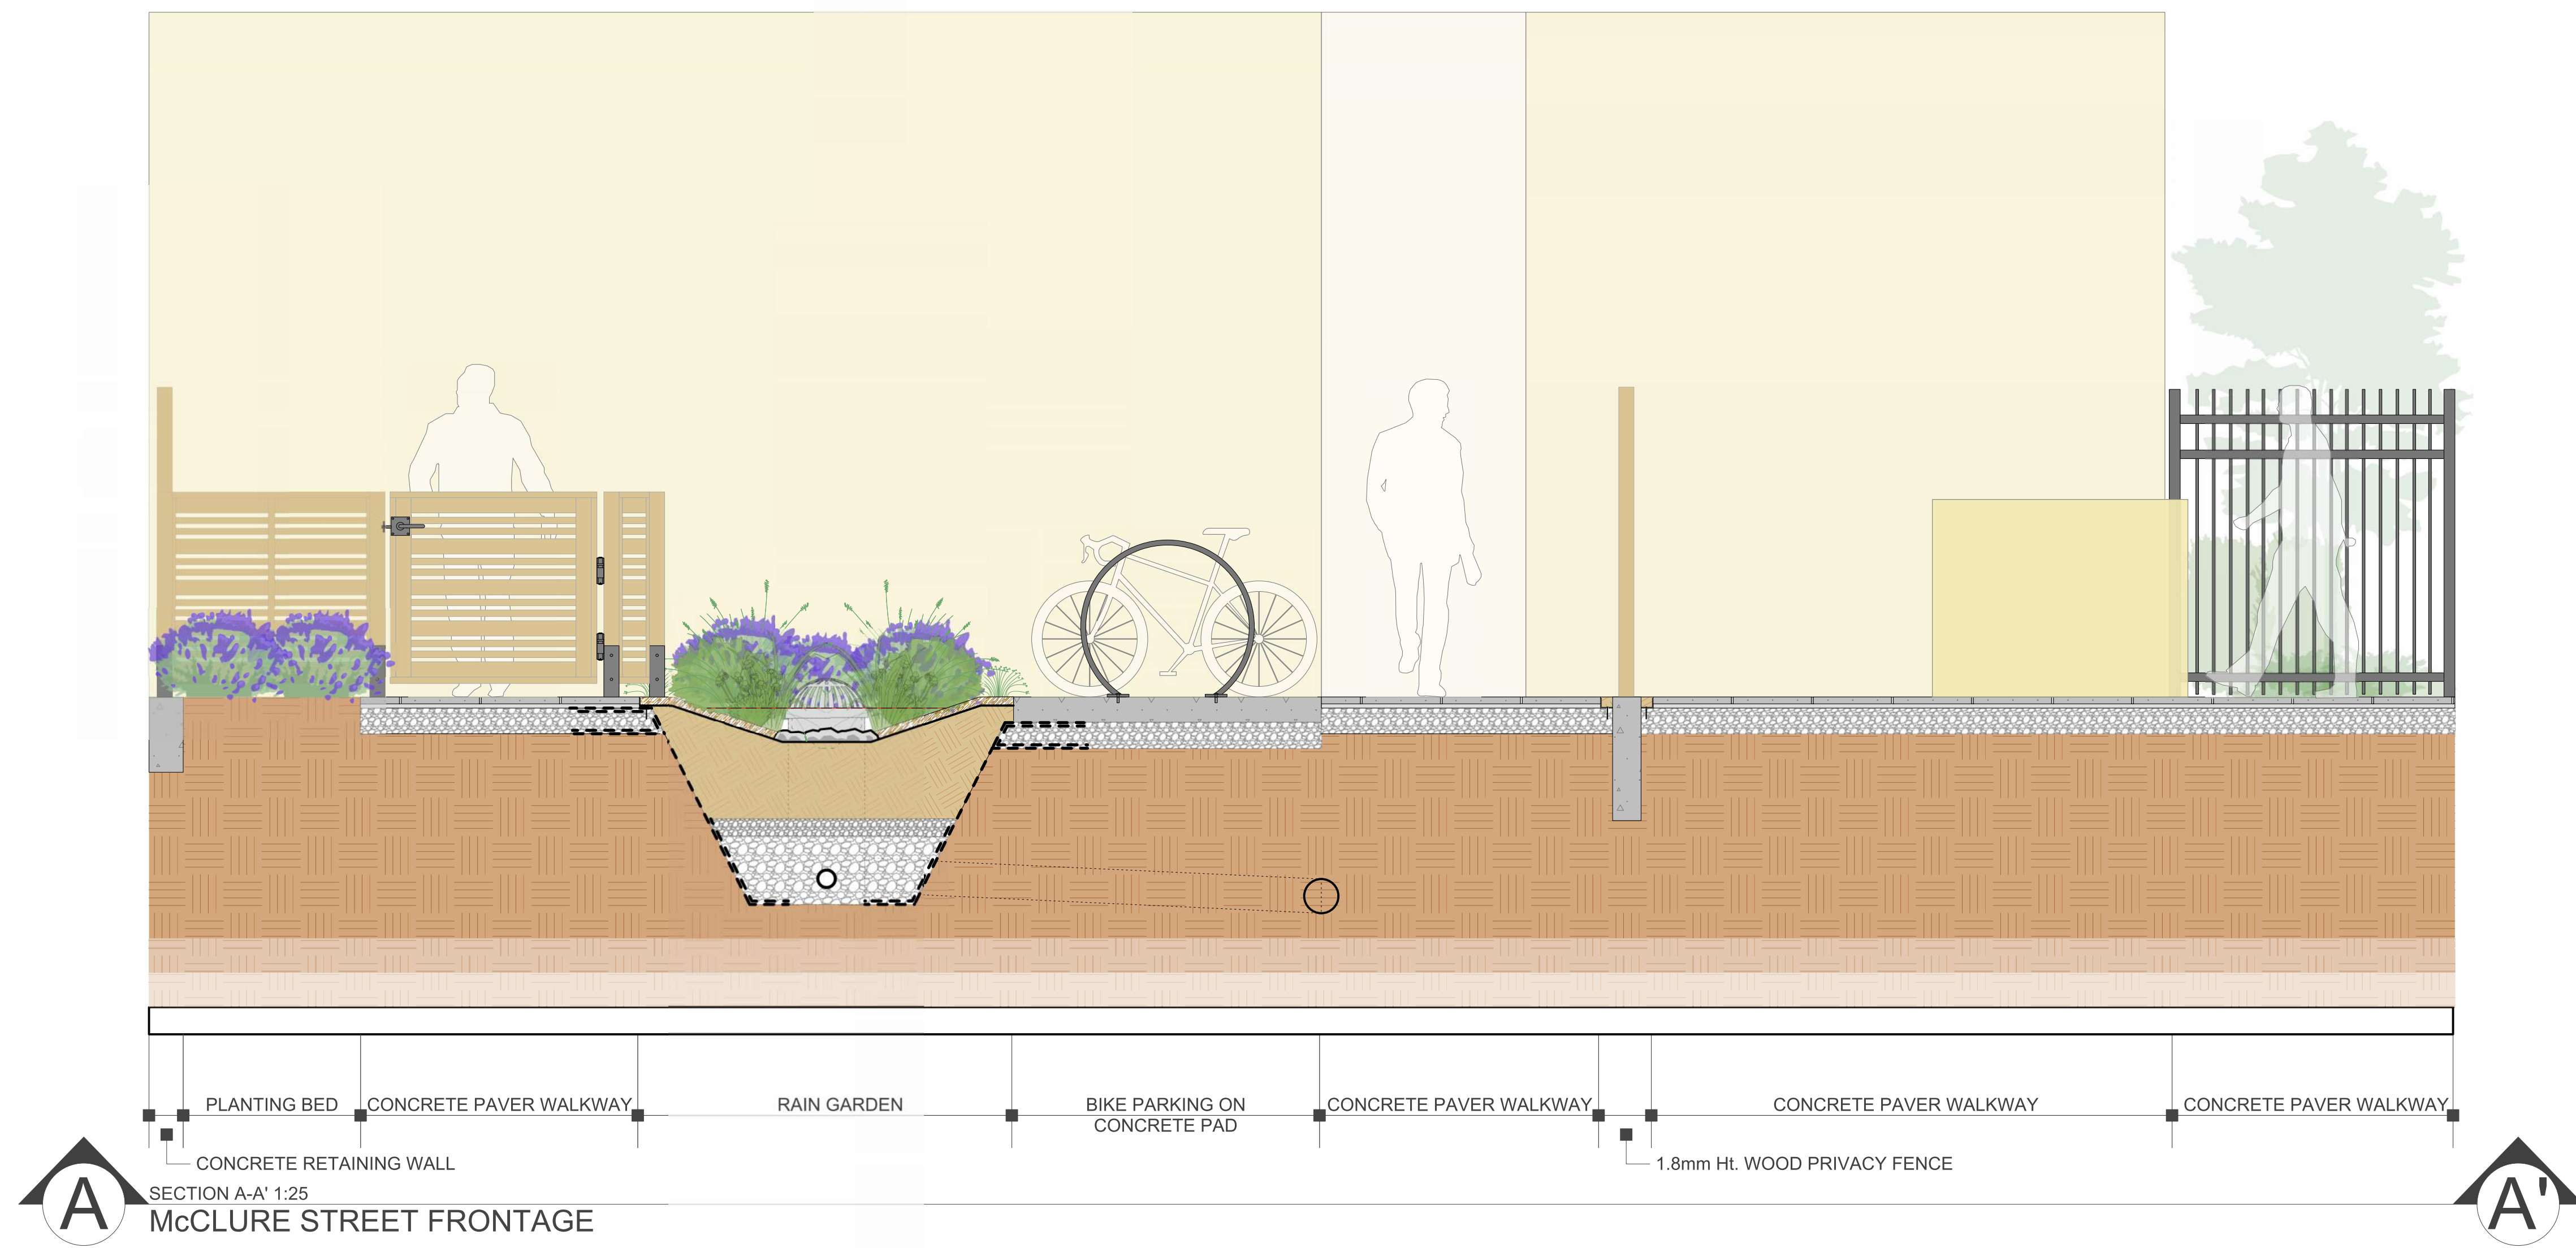 PLANTING BED
CONCRETE PAVER WALKWAY
RAIN GARDEN
BIKE PARKING ON
CONCRETE PAD
CONCRETE PAVER WALKWAY
CONCRETE PAVER WALKWAY
CONCRETE PAVER WALKWAY
CONCRETE RETAINING WALL
1.8mm Ht. WOOD PRIVACY FENCE
A
SECTION A-A' 1:25
McCLURE STREET FRONTAGE
A'